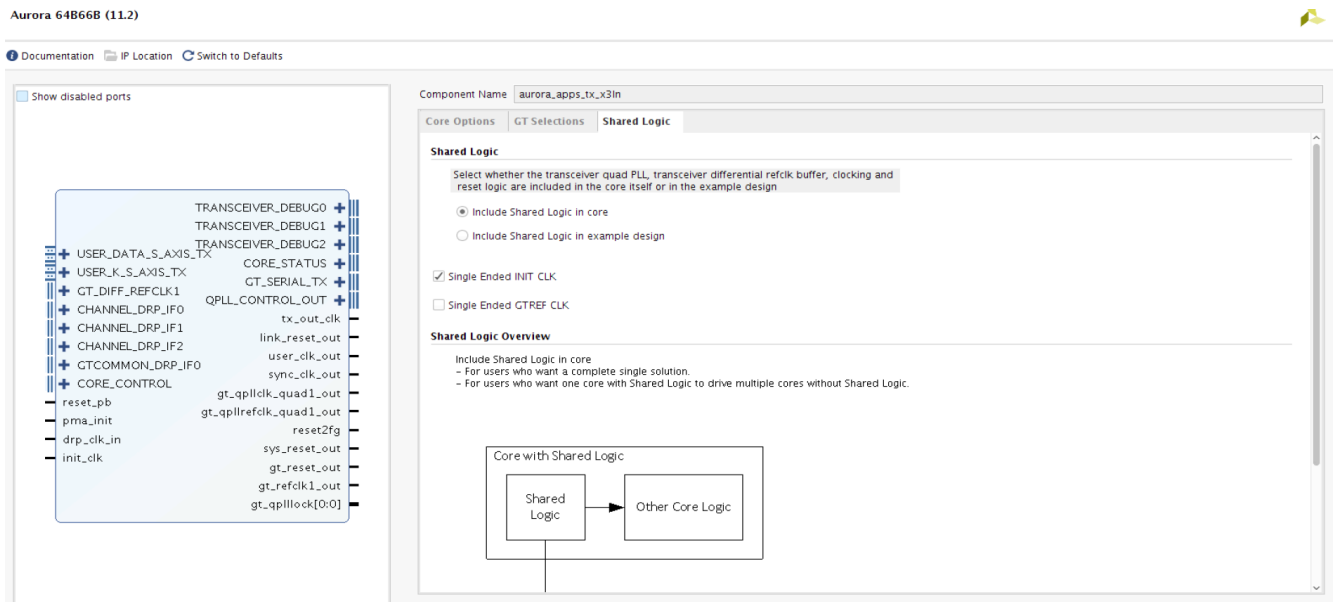 Aurora 64B66B (11.2)
Documentation IP Location Switch to Defaults
Show disabled ports
TRANSCEIVER_DEBUG0
TRANSCEIVER_DEBUG1
TRANSCEIVER_DEBUG2
USER_DATA_S_AXIS_TX
CORE_STATUS
USER_K_S_AXIS_TX
GT_SERIAL_TX
GT_DIFF_REFCLK1
QPLL_CONTROL_OUT
CHANNEL_DRP_IF0
tx_out_clk
CHANNEL_DRP_IF1
link_reset_out
CHANNEL_DRP_IF2
user_clk_out
GTCOMMON_DRP_IF0
sync_clk_out
CORE_CONTROL
gt_qpllclk_quad1_out
reset_pb
gt_qpllrefclk_quad1_out
pma_init
reset2fg
drp_clk_in
sys_reset_out
init_clk
gt_reset_out
gt_refclk1_out
gt_qplllock[0:0]
Component Name aurora_apps_tx_x3ln
Core Options GT Selections Shared Logic
Shared Logic
Select whether the transceiver quad PLL, transceiver differential refclk buffer, clocking and
reset logic are included in the core itself or in the example design
Include Shared Logic in core
Include Shared Logic in example design
Single Ended INIT CLK
Single Ended GTREF CLK
Shared Logic Overview
Include Shared Logic in core
- For users who want a complete single solution.
- For users who want one core with Shared Logic to drive multiple cores without Shared Logic.
Core with Shared Logic
Shared
Logic
Other Core Logic